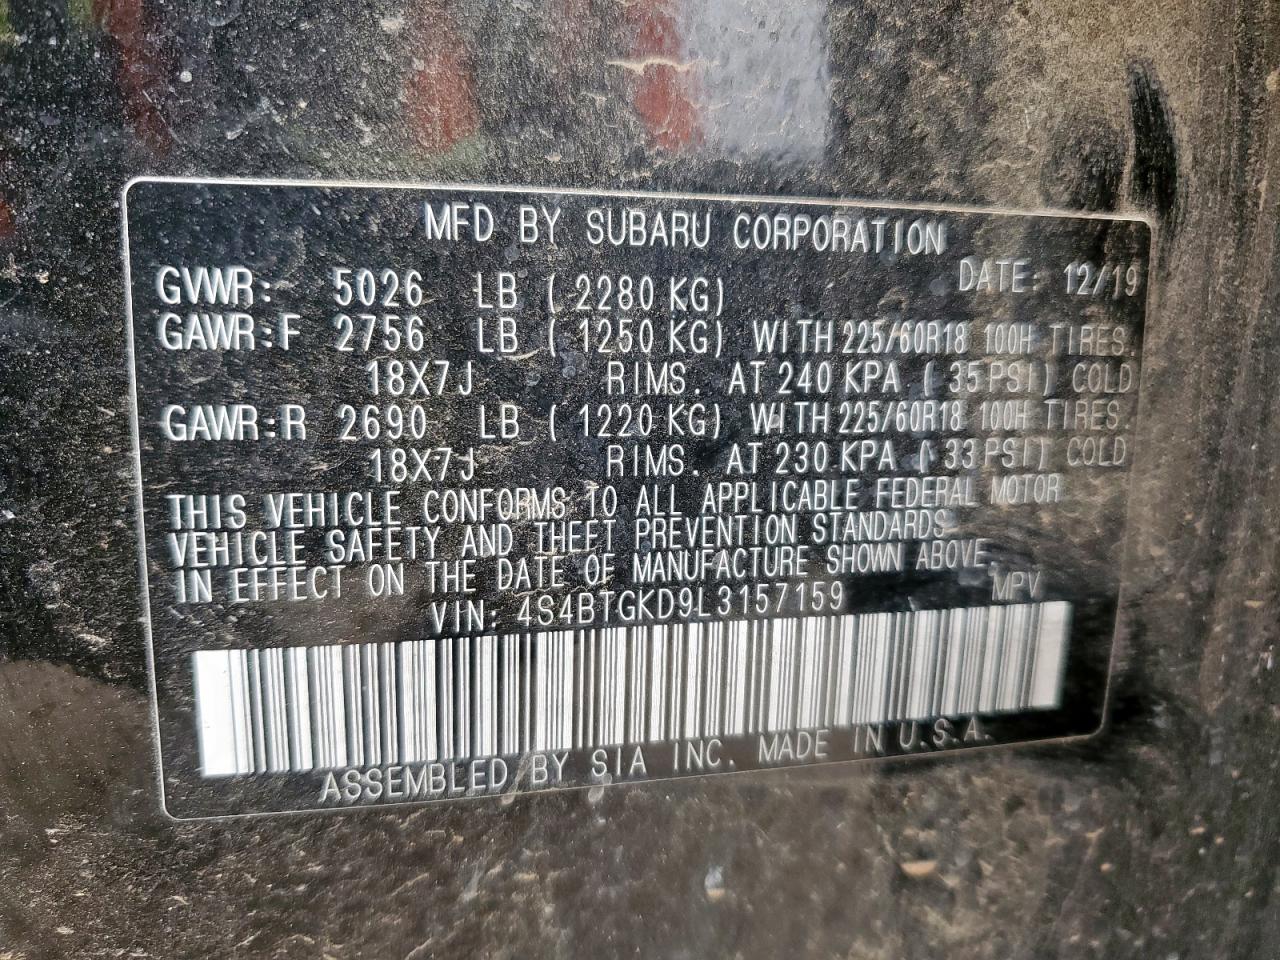 MFD BY SUBARU CORPORATION
DATE: 12/19
GVWR: 5026 LB ( 2280 KG)
GAWR:F 2756 LB ( 1250 KG) WITH 225/60R18 100H TIRES.
18X7J RIMS. AT 240 KPA ( 35 PSI) COLD
GAWR:R 2690 LB ( 1220 KG) WITH 225/60R18 100H TIRES.
18X7J RIMS. AT 230 KPA ( 33 PSI) COLD
THIS VEHICLE CONFORMS TO ALL APPLICABLE FEDERAL MOTOR
VEHICLE SAFETY AND THEFT PREVENTION STANDARDS
IN EFFECT ON THE DATE OF MANUFACTURE SHOWN ABOVE.
VIN: 4S4BTGKD9L3157159 MPV
ASSEMBLED BY SIA INC. MADE IN U.S.A.